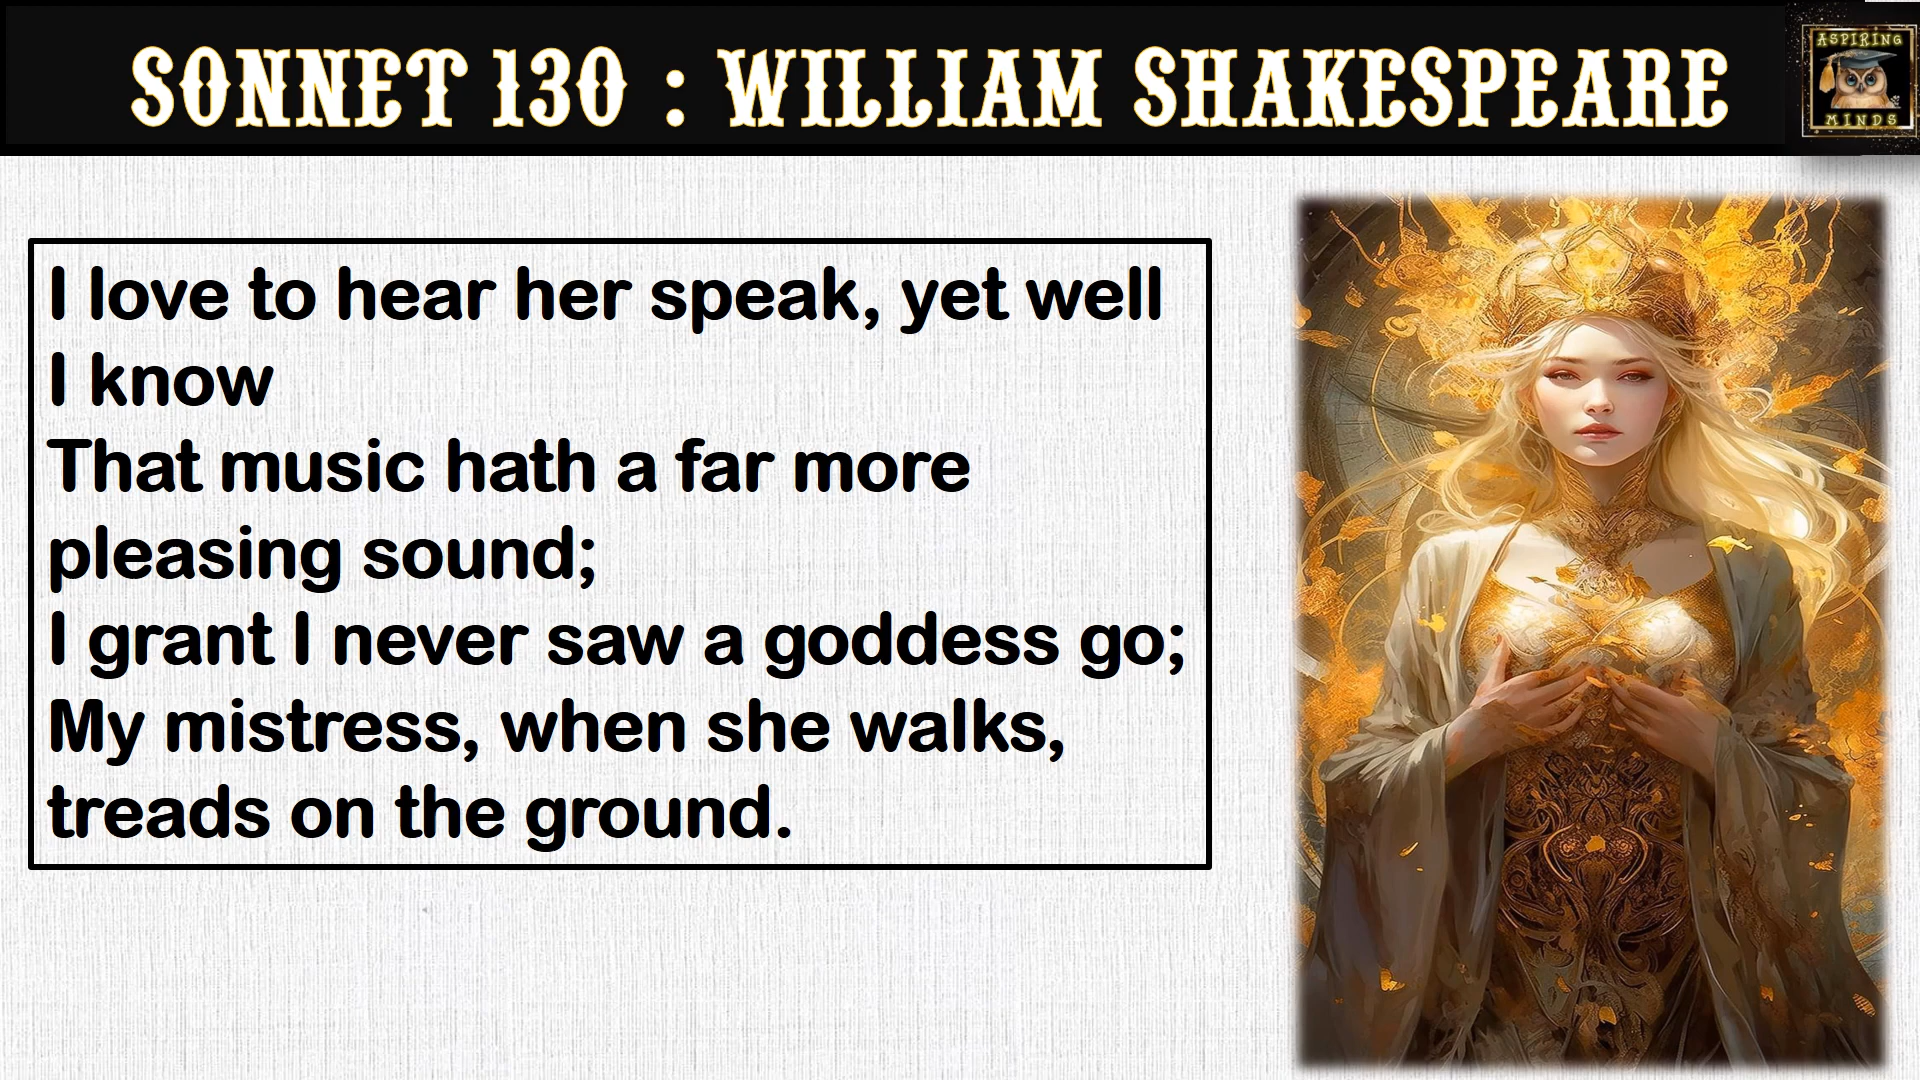 SONNET 130 : WILLIAM SHAKESPEARE
ASPIRING
MINDS
I love to hear her speak, yet well
I know
That music hath a far more
pleasing sound;
I grant I never saw a goddess go;
My mistress, when she walks,
treads on the ground.